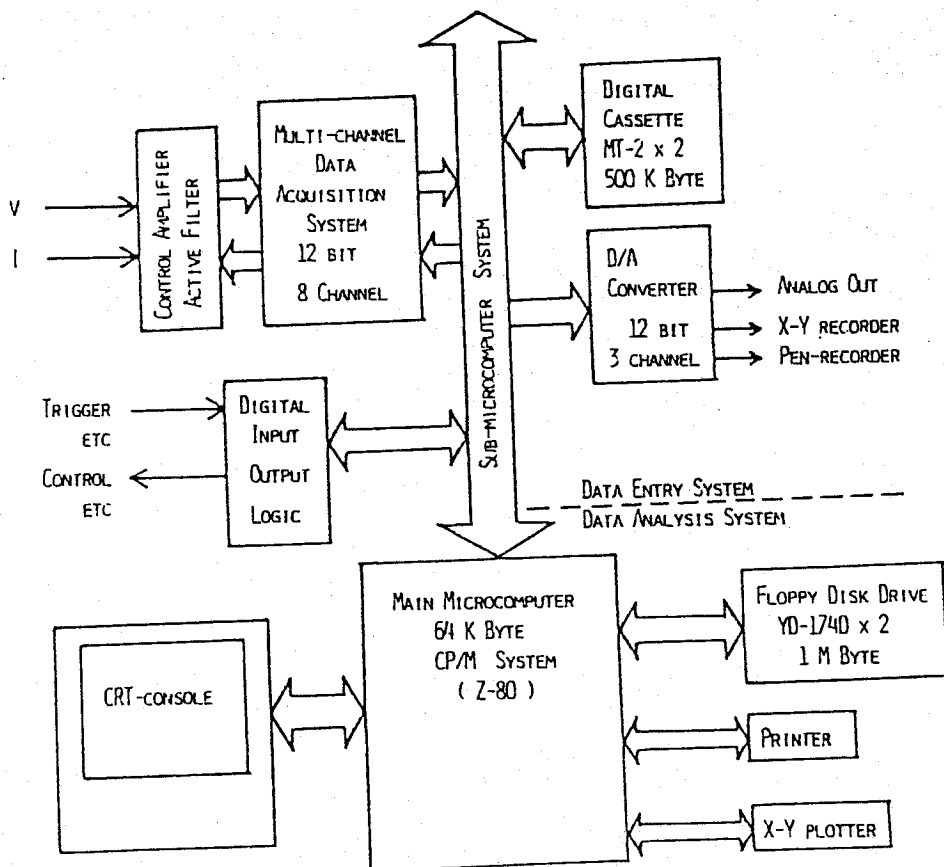 DIGITAL
CASSETTE
MT-2 x 2
500 K BYTE
V
I
CONTROL AMPLIFIER
ACTIVE FILTER
MULTI-CHANNEL
DATA
ACQUISITION
SYSTEM
12 BIT
8 CHANNEL
SUB-MICROCOMPUTER SYSTEM
D/A
CONVERTER
12 BIT
3 CHANNEL
ANALOG OUT
X-Y RECORDER
PEN-RECORDER
TRIGGER
ETC
CONTROL
ETC
DIGITAL
INPUT
OUTPUT
LOGIC
DATA ENTRY SYSTEM
DATA ANALYSIS SYSTEM
MAIN MICROCOMPUTER
64 K BYTE
CP/M SYSTEM
( Z-80 )
CRT-CONSOLE
FLOPPY DISK DRIVE
YD-174D x 2
1 M BYTE
PRINTER
X-Y PLOTTER